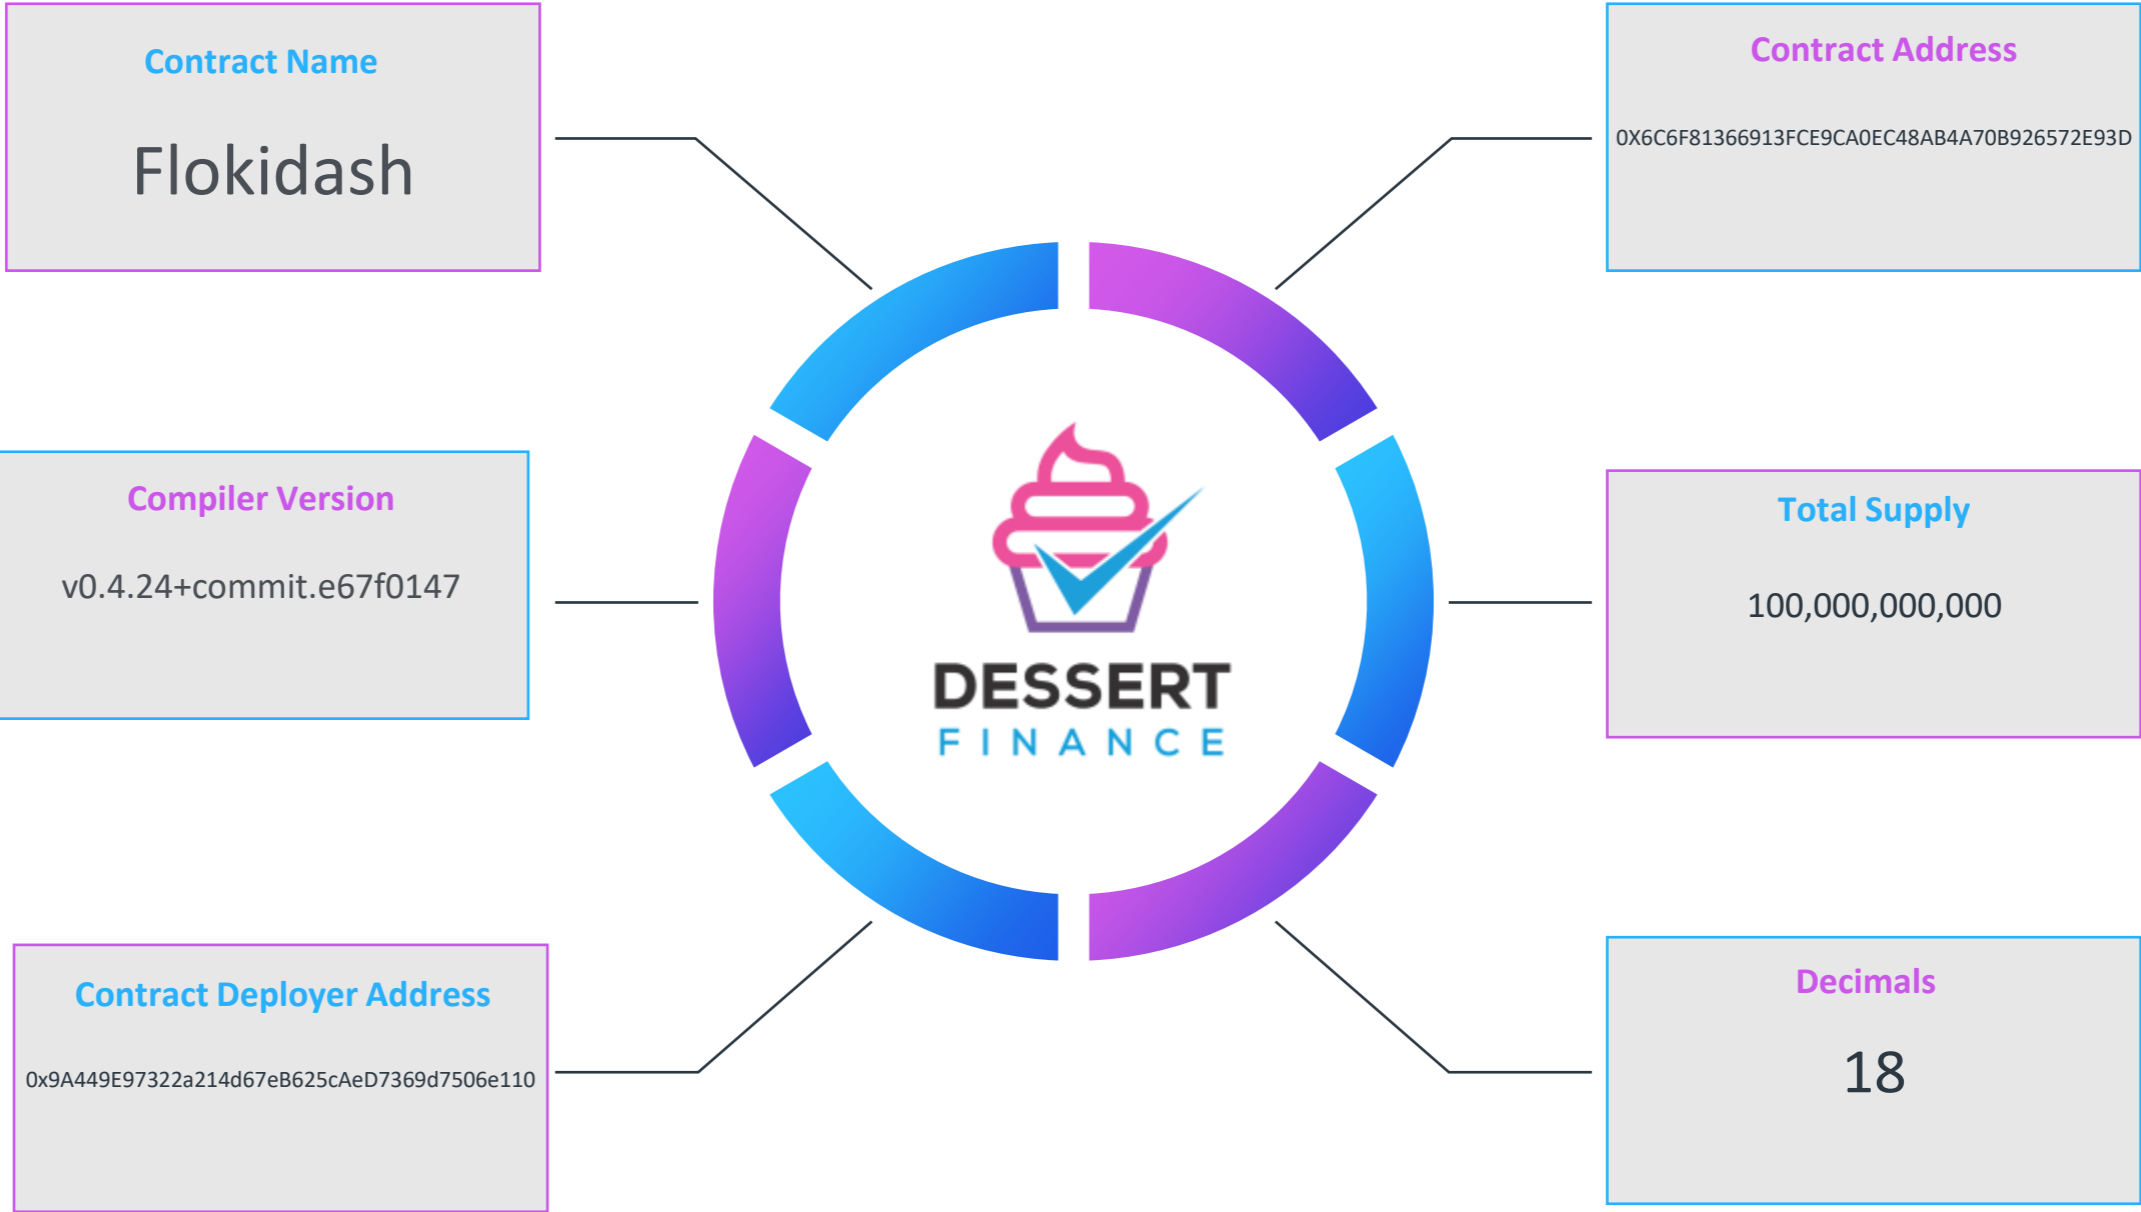 Contract Name
Flokidash
Contract Address
0X6C6F81366913FCE9CA0EC48AB4A70B926572E93D
Compiler Version
v0.4.24+commit.e67f0147
DESSERT
FINANCE
Total Supply
100,000,000,000
Contract Deployer Address
0x9A449E97322a214d67eB625cAeD7369d7506e110
Decimals
18